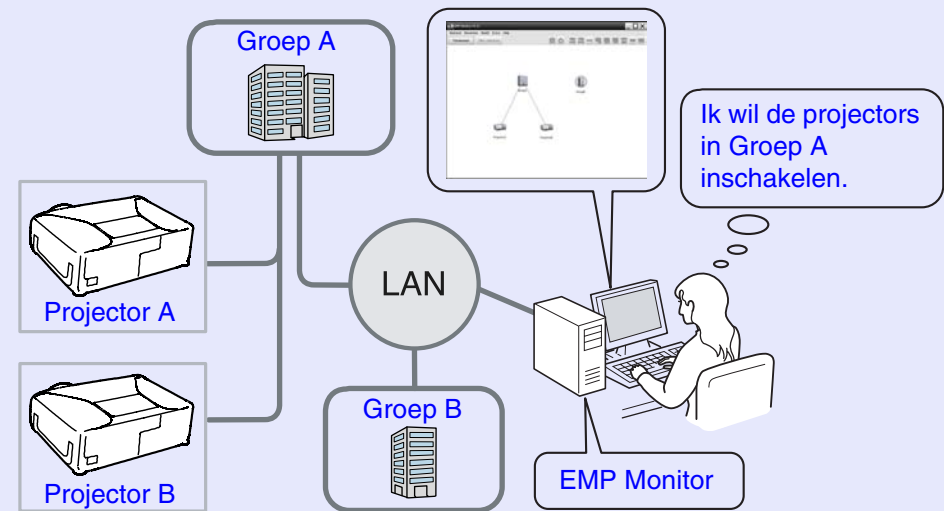 Groep A
Ik wil de projectors
in Groep A
inschakelen.
Projector A
LAN
Projector B
Groep B
EMP Monitor